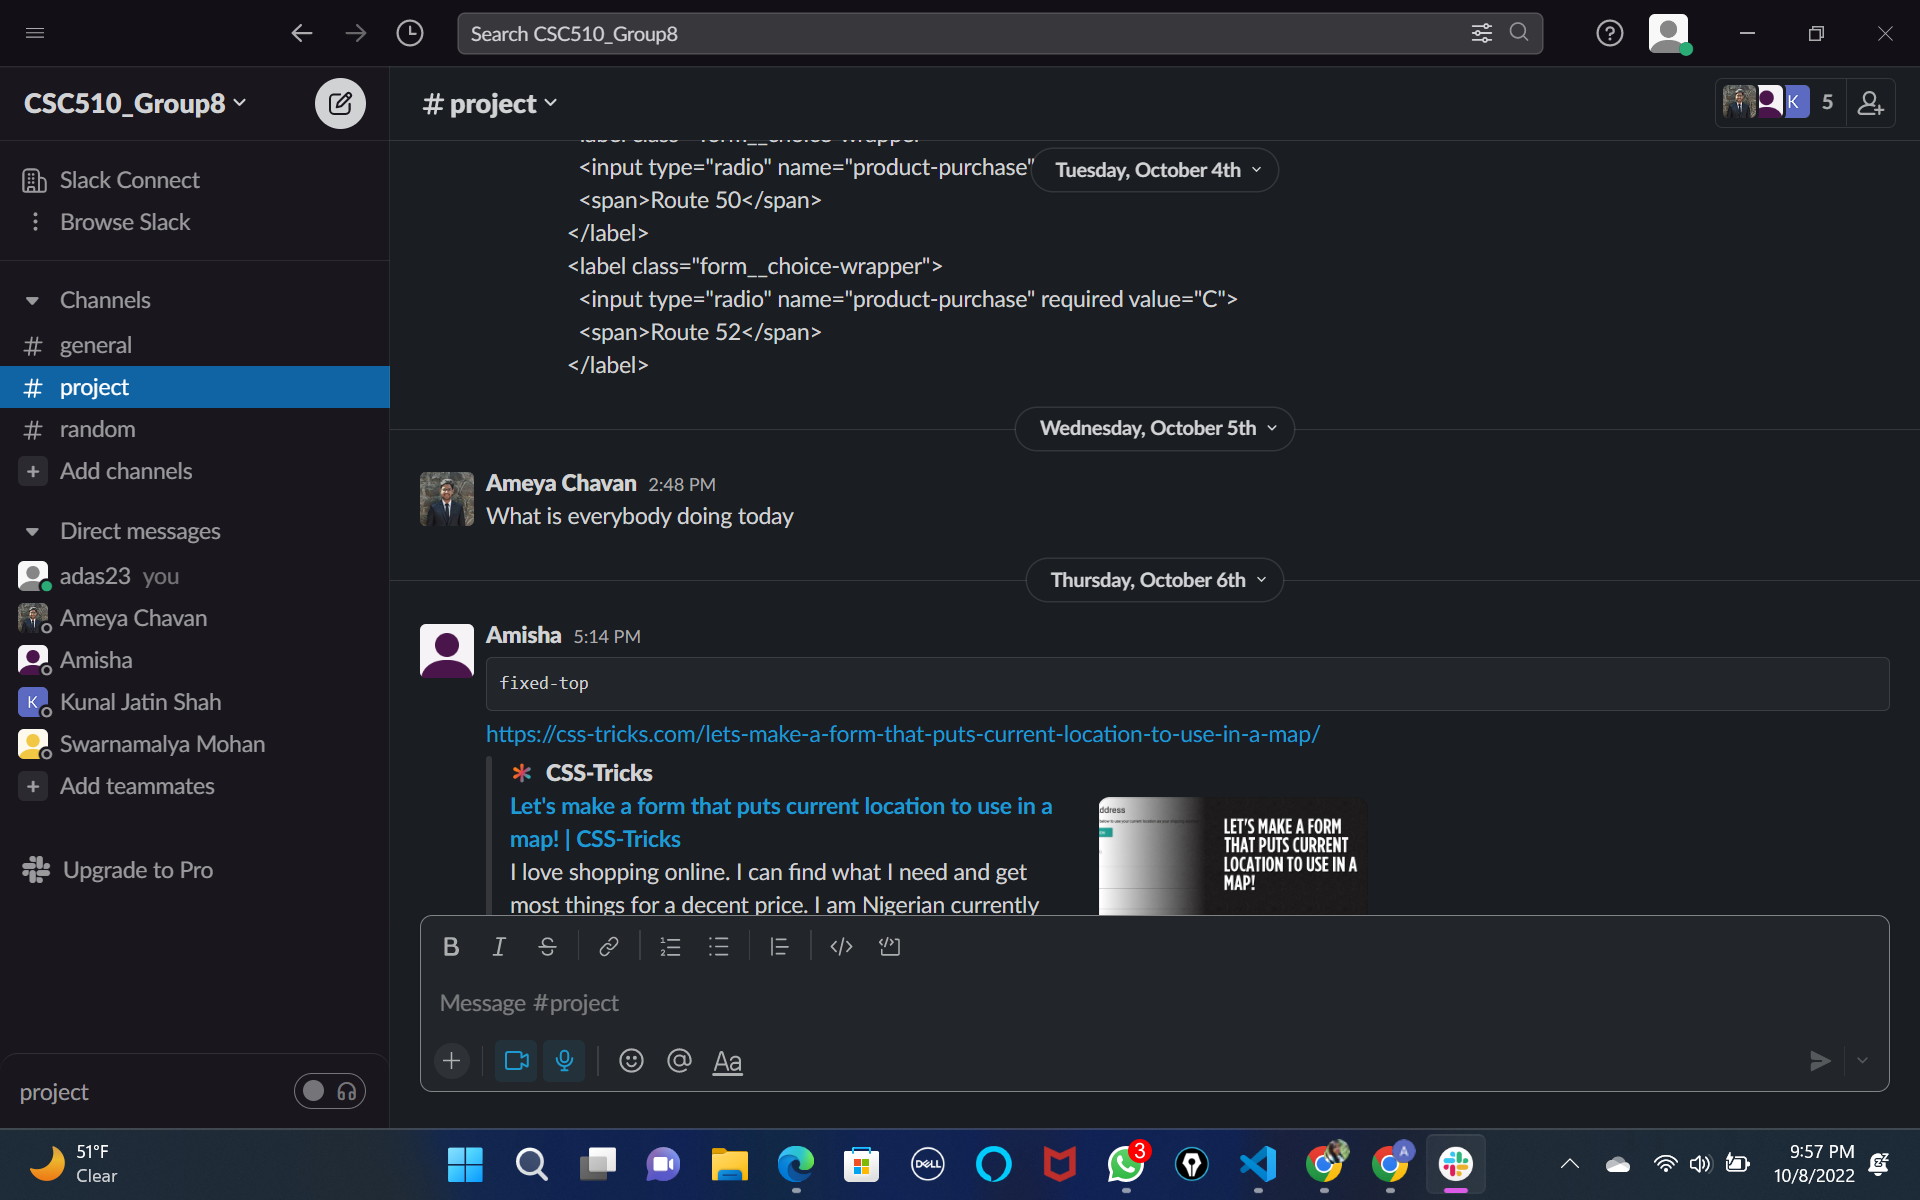 Search CSC510_Group8
CSC510_Group8
# project
K
5
Slack Connect
Browse Slack
Channels
# general
# project
# random
+ Add channels
Direct messages
adas23 you
Ameya Chavan
Amisha
K Kunal Jatin Shah
Swarnamalya Mohan
+ Add teammates
Upgrade to Pro
project
label class="form__choice-wrapper"
<input type="radio" name="product-purchase"
Tuesday, October 4th
<span>Route 50</span>
</label>
<label class="form__choice-wrapper">
<input type="radio" name="product-purchase" required value="C">
<span>Route 52</span>
</label>
Wednesday, October 5th
Ameya Chavan 2:48 PM
What is everybody doing today
Thursday, October 6th
Amisha 5:14 PM
fixed-top
https://css-tricks.com/lets-make-a-form-that-puts-current-location-to-use-in-a-map/
CSS-Tricks
Let's make a form that puts current location to use in a
map! | CSS-Tricks
I love shopping online. I can find what I need and get
most things for a decent price. I am Nigerian currently
ddress
LET'S MAKE A FORM
THAT PUTS CURRENT
LOCATION TO USE IN A
MAP!
B I S
Message #project
Aa
51°F
Clear
DELL
3
A
9:57 PM
10/8/2022